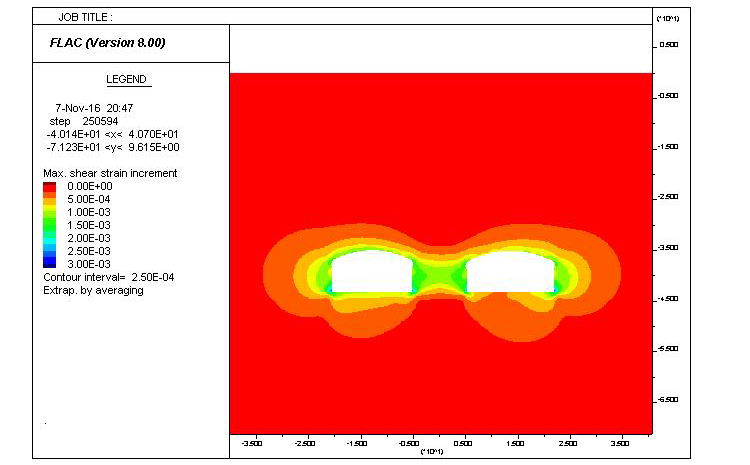 JOB TITLE :
FLAC (Version 8.00)
LEGEND
7-Nov-16 20:47
step 250594
-4.014E+01 <x< 4.070E+01
-7.123E+01 <y< 9.615E+00
Max. shear strain increment
0.00E+00
5.00E-04
1.00E-03
1.50E-03
2.00E-03
2.50E-03
3.00E-03
Contour interval= 2.50E-04
Extrap. by averaging
(*10^1)
0.500
-0.500
-1.500
-2.500
-3.500
-4.500
-5.500
-6.500
-3.500 -2.500 -1.500 -0.500 0.500 1.500 2.500 3.500
(*10^1)